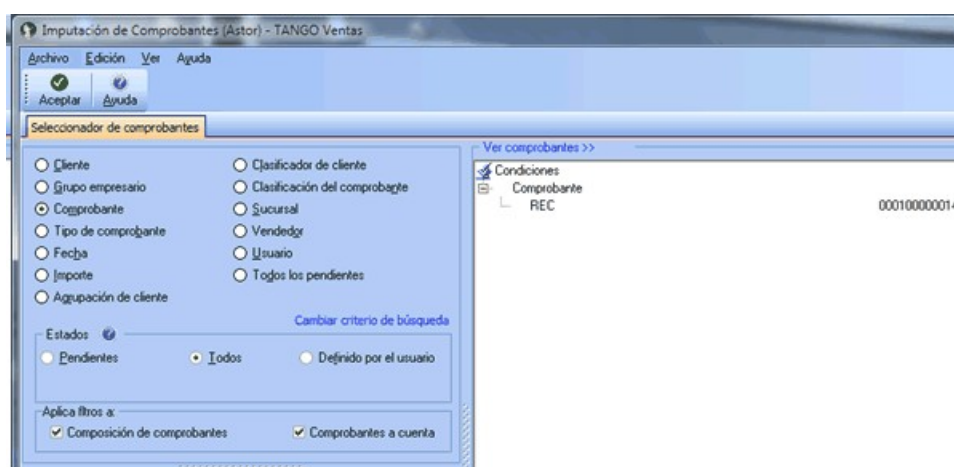 Imputación de Comprobantes (Astor) - TANGO Ventas
Archivo Edición Ver Ayuda
Aceptar Ayuda
Seleccionador de comprobantes
Cliente
Grupo empresario
Comprobante
Tipo de comprobante
Fecha
Importe
Agrupación de cliente
Clasificador de cliente
Clasificación del comprobante
Sucursal
Vendedor
Usuario
Todos los pendientes
Cambiar criterio de búsqueda
Estados
Pendientes Todos Definido por el usuario
Aplica filtros a:
Composición de comprobantes Comprobantes a cuenta
Ver comprobantes >>
Condiciones
Comprobante
REC 00010000014